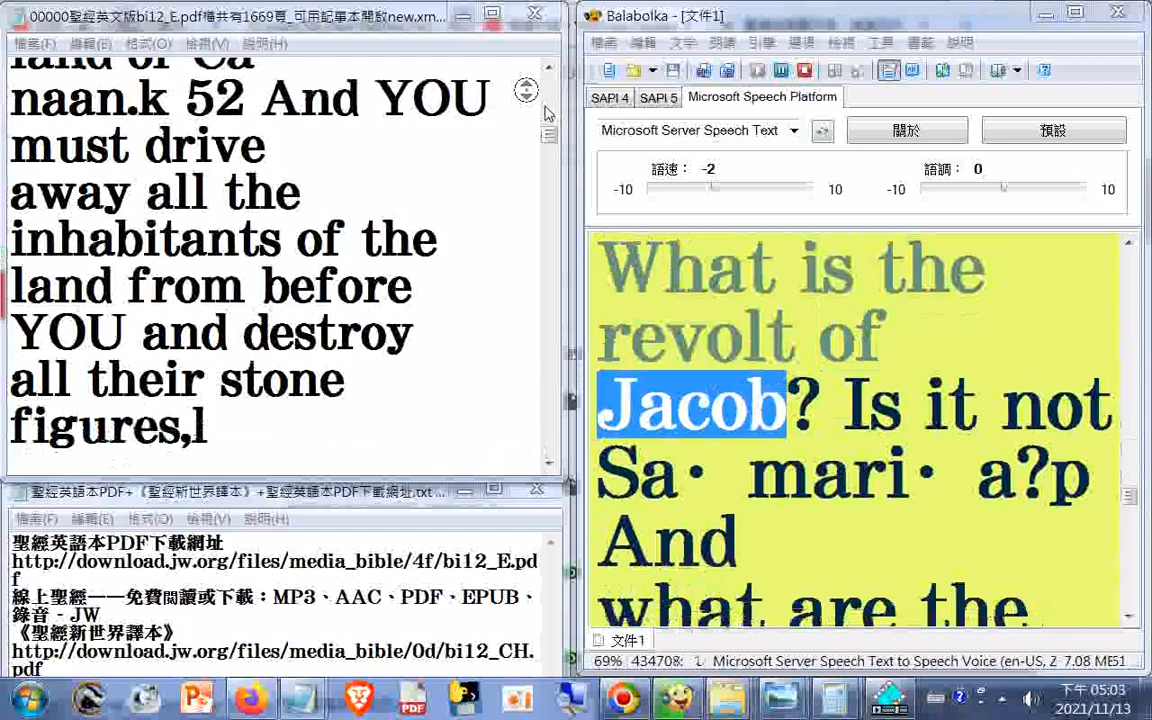 00000聖經英文版bi12_E.pdf檔共有1669頁_可用記事本開啟new.xm...
檔案(F) 編輯(E) 格式(O) 檢視(V) 說明(H)
land of Ca
naan.k 52 And YOU
must drive
away all the
inhabitants of the
land from before
YOU and destroy
all their stone
figures,l
聖經英語本PDF+《聖經新世界譯本》+聖經英語本PDF下載網址.txt ...
檔案(F) 編輯(E) 格式(O) 檢視(V) 說明(H)
聖經英語本PDF下載網址
http://download.jw.org/files/media_bible/4f/bi12_E.pd
f
線上聖經——免費閱讀或下載：MP3、AAC、PDF、EPUB、
錄音 - JW
《聖經新世界譯本》
http://download.jw.org/files/media_bible/0d/bi12_CH.
pdf
Balabolka - [文件1]
檔案 編輯 文字 朗讀 引擎 選項 檢視 工具 書籤 說明
SAPI 4 SAPI 5 Microsoft Speech Platform
Microsoft Server Speech Text 關於 預設
語速： -2 語調： 0
-10 10 -10 10
What is the
revolt of
Jacob? Is it not
Sa· mari· a?p
And
what are the
文件1
69% 434708: Microsoft Server Speech Text to Speech Voice (en-US, Z 7.08 ME51
下午 05:03
2021/11/13